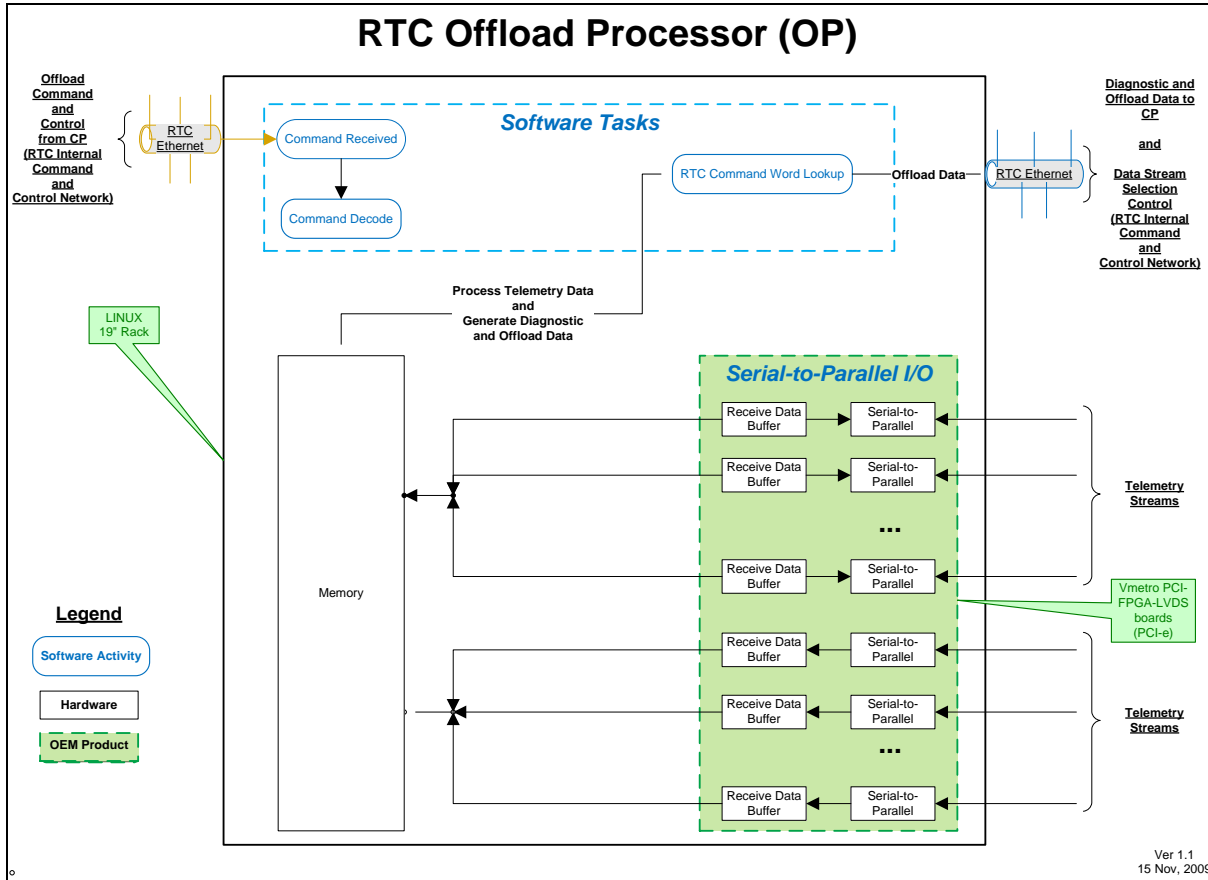 RTC Offload Processor (OP)
Offload
Command
and
Control
from CP
(RTC Internal
Command
and
Control Network)
RTC
Ethernet
Software Tasks
Command Received
Command Decode
RTC Command Word Lookup
Offload Data
RTC Ethernet
Diagnostic and
Offload Data to
CP
and
Data Stream
Selection
Control
(RTC Internal
Command
and
Control Network)
Process Telemetry Data
and
Generate Diagnostic
and Offload Data
LINUX
19" Rack
Memory
Serial-to-Parallel I/O
Receive Data
Buffer
Serial-to-
Parallel
Receive Data
Buffer
Serial-to-
Parallel
...
Receive Data
Buffer
Serial-to-
Parallel
Telemetry
Streams
Vmetro PCI-
FPGA-LVDS
boards
(PCI-e)
Receive Data
Buffer
Serial-to-
Parallel
Receive Data
Buffer
Serial-to-
Parallel
...
Receive Data
Buffer
Serial-to-
Parallel
Telemetry
Streams
Legend
Software Activity
Hardware
OEM Product
Ver 1.1
15 Nov, 2009